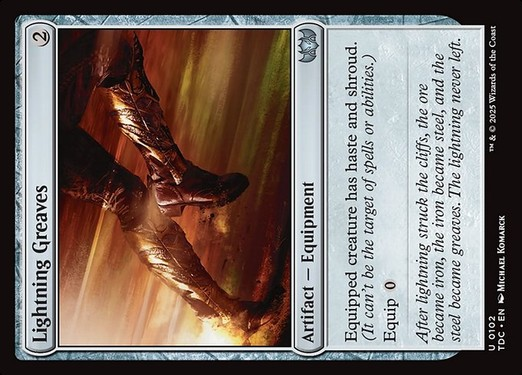 Lightning Greaves 2
Artifact — Equipment
Equipped creature has haste and shroud.
(It can't be the target of spells or abilities.)
Equip 0
After lightning struck the cliffs, the ore
became iron, the iron became steel, and the
steel became greaves. The lightning never left.
U 0102
TDC • EN Michael Komarck
™ & © 2025 Wizards of the Coast